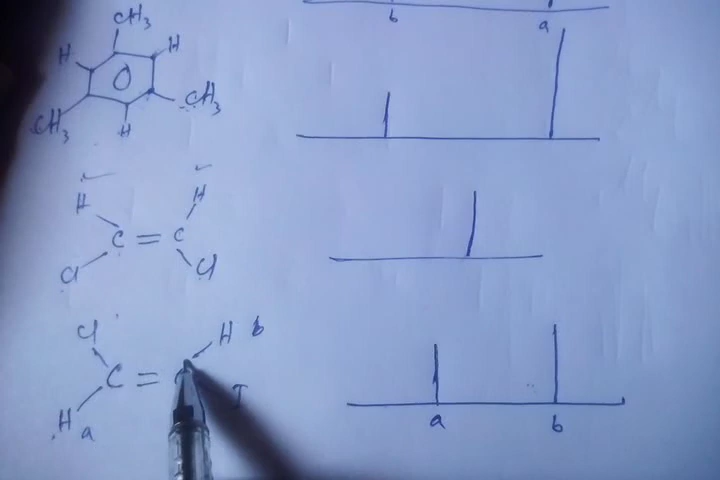 b a
CH3
H H
CH3 CH3
H
H H
C = C
Cl Cl
Cl H b
C =
I
H a
a b